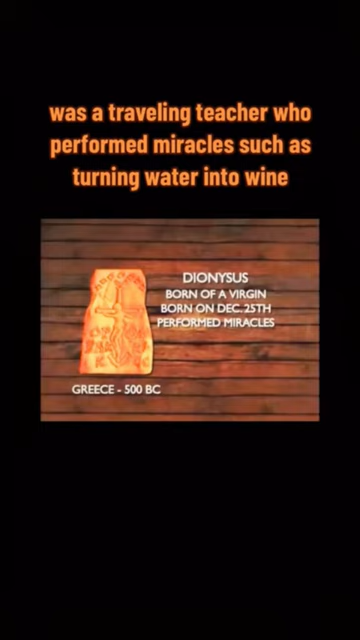 was a traveling teacher who
performed miracles such as
turning water into wine
DIONYSUS
BORN OF A VIRGIN
BORN ON DEC. 25TH
PERFORMED MIRACLES
GREECE - 500 BC